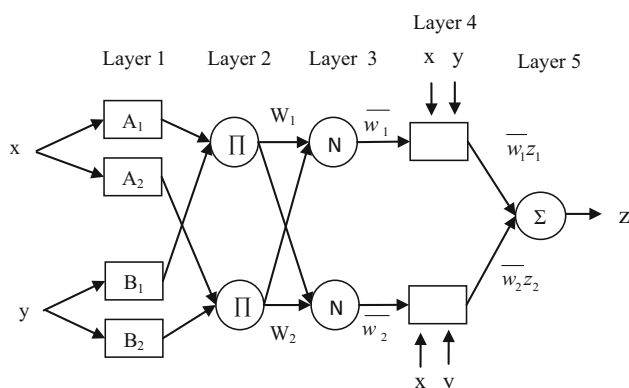 Layer 4
Layer 1 Layer 2 Layer 3 x y Layer 5
A₁ W₁ w̅₁
x ∏ N w̅₁z₁
A₂
Σ z
B₁ w̅₂z₂
y ∏ N
B₂ W₂ w̅₂
x v